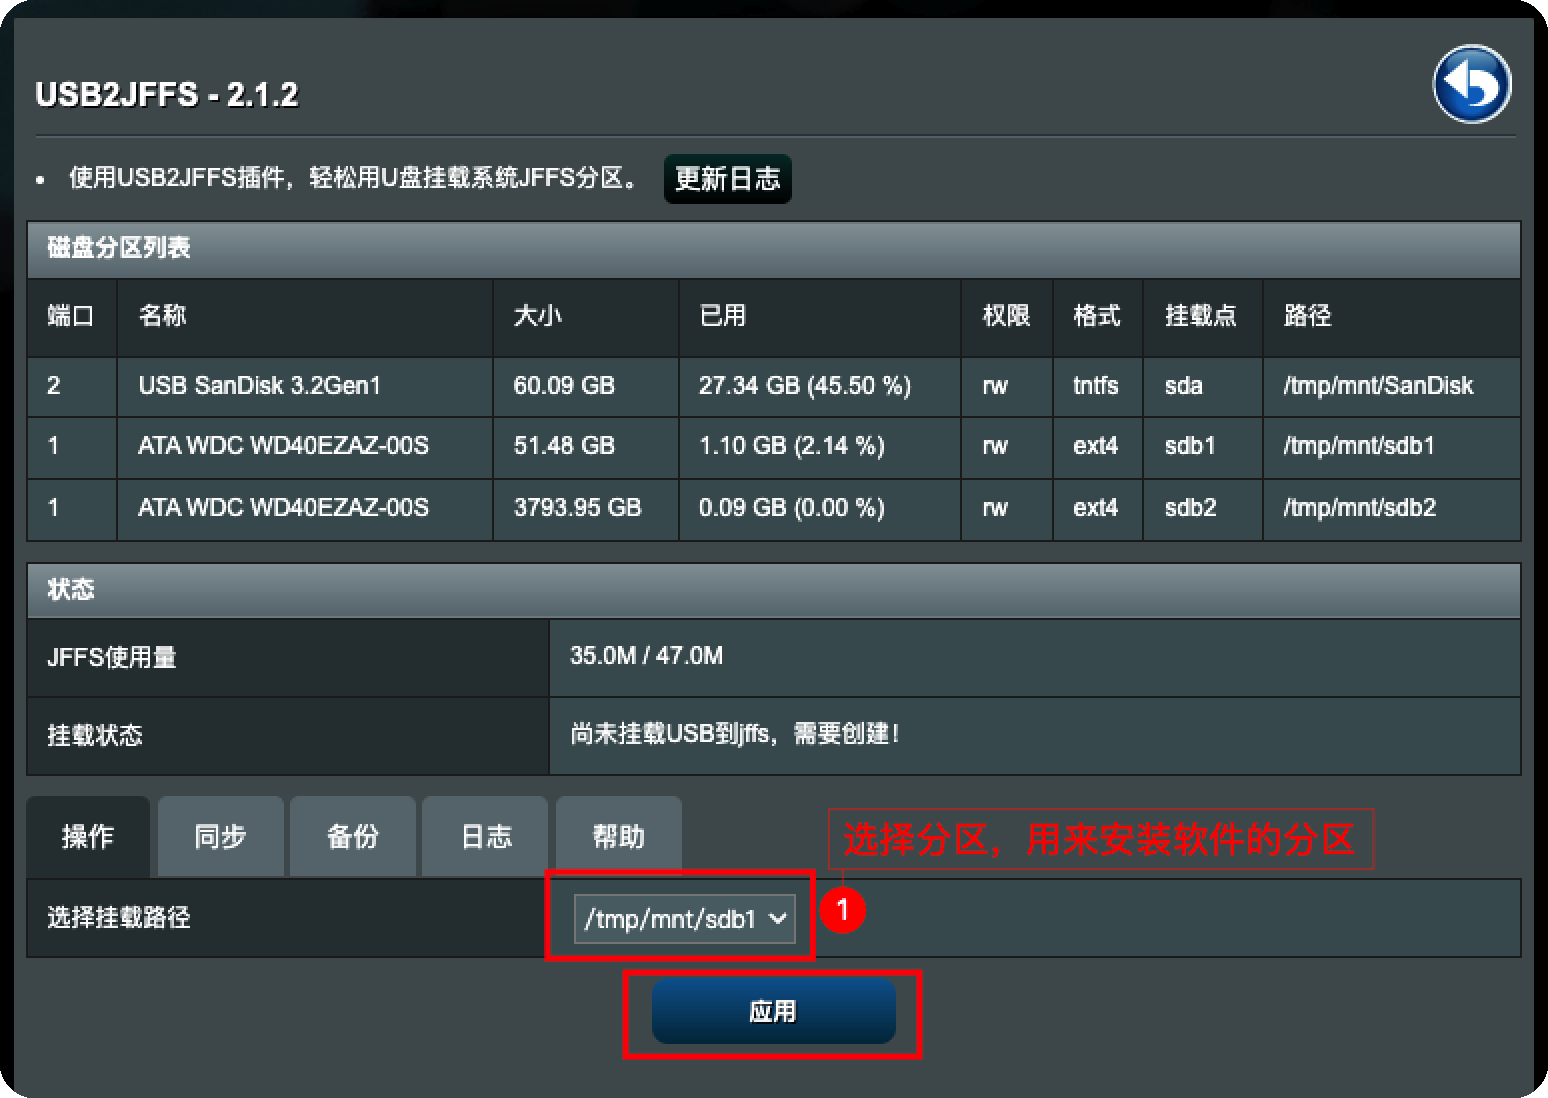 USB2JFFS - 2.1.2
使用USB2JFFS插件，轻松用U盘挂载系统JFFS分区。 更新日志
磁盘分区列表
端口 名称 大小 已用 权限 格式 挂载点 路径
2 USB SanDisk 3.2Gen1 60.09 GB 27.34 GB (45.50 %) rw tntfs sda /tmp/mnt/SanDisk
1 ATA WDC WD40EZAZ-00S 51.48 GB 1.10 GB (2.14 %) rw ext4 sdb1 /tmp/mnt/sdb1
1 ATA WDC WD40EZAZ-00S 3793.95 GB 0.09 GB (0.00 %) rw ext4 sdb2 /tmp/mnt/sdb2
状态
JFFS使用量 35.0M / 47.0M
挂载状态 尚未挂载USB到jffs，需要创建！
操作 同步 备份 日志 帮助 选择分区，用来安装软件的分区
选择挂载路径 /tmp/mnt/sdb1 1
应用